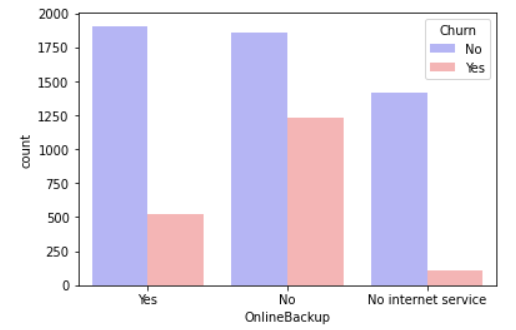 2000
1750
1500
1250
1000
750
500
250
0
count
Churn
No
Yes
Yes No No internet service
OnlineBackup